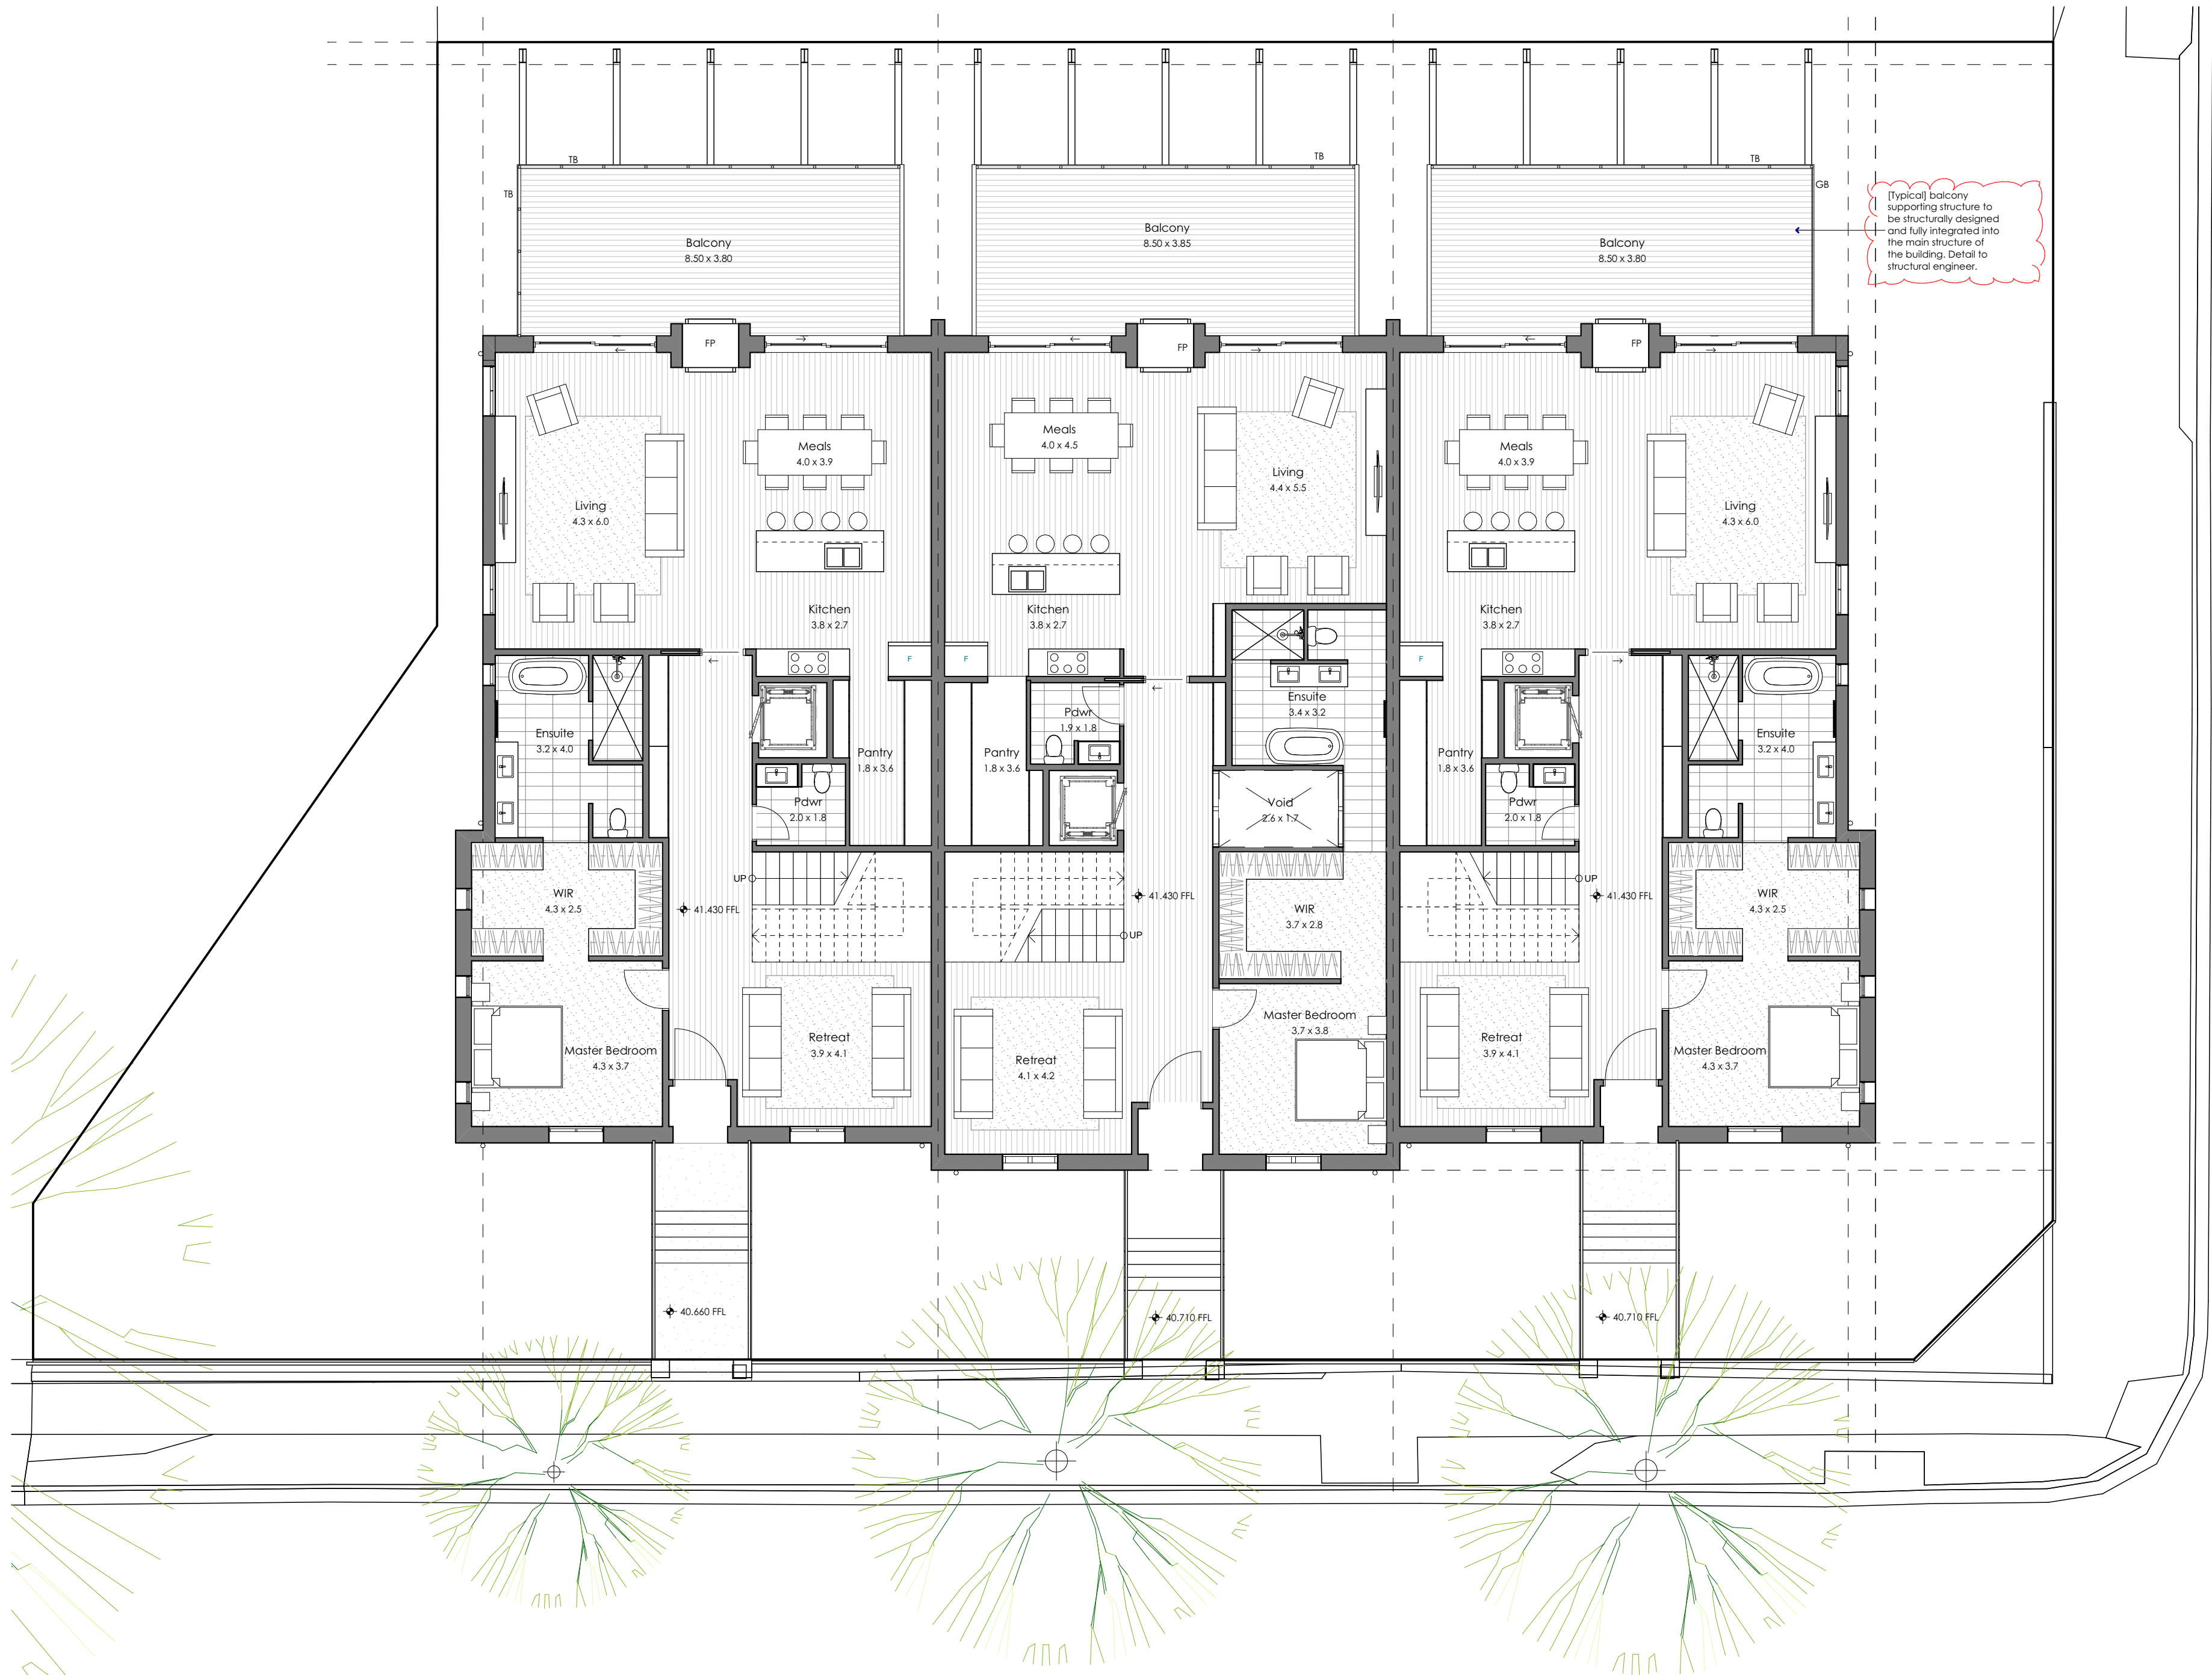 TB
TB
TB
TB
GB
[Typical] balcony
supporting structure to
be structurally designed
and fully integrated into
the main structure of
the building. Detail to
structural engineer.
Balcony
8.50 x 3.80
Balcony
8.50 x 3.85
Balcony
8.50 x 3.80
FP
FP
FP
Meals
4.0 x 3.9
Living
4.3 x 6.0
Kitchen
3.8 x 2.7
F
Meals
4.0 x 4.5
Living
4.4 x 5.5
Kitchen
3.8 x 2.7
F
Meals
4.0 x 3.9
Living
4.3 x 6.0
Kitchen
3.8 x 2.7
F
Ensuite
3.2 x 4.0
Pantry
1.8 x 3.6
Pdwr
2.0 x 1.8
Pantry
1.8 x 3.6
Pdwr
1.9 x 1.8
Ensuite
3.4 x 3.2
Void
2.6 x 1.7
Pantry
1.8 x 3.6
Pdwr
2.0 x 1.8
Ensuite
3.2 x 4.0
WIR
4.3 x 2.5
UP
41.430 FFL
41.430 FFL
UP
WIR
3.7 x 2.8
UP
41.430 FFL
WIR
4.3 x 2.5
Master Bedroom
4.3 x 3.7
Retreat
3.9 x 4.1
Retreat
4.1 x 4.2
Master Bedroom
3.7 x 3.8
Retreat
3.9 x 4.1
Master Bedroom
4.3 x 3.7
40.660 FFL
40.710 FFL
40.710 FFL